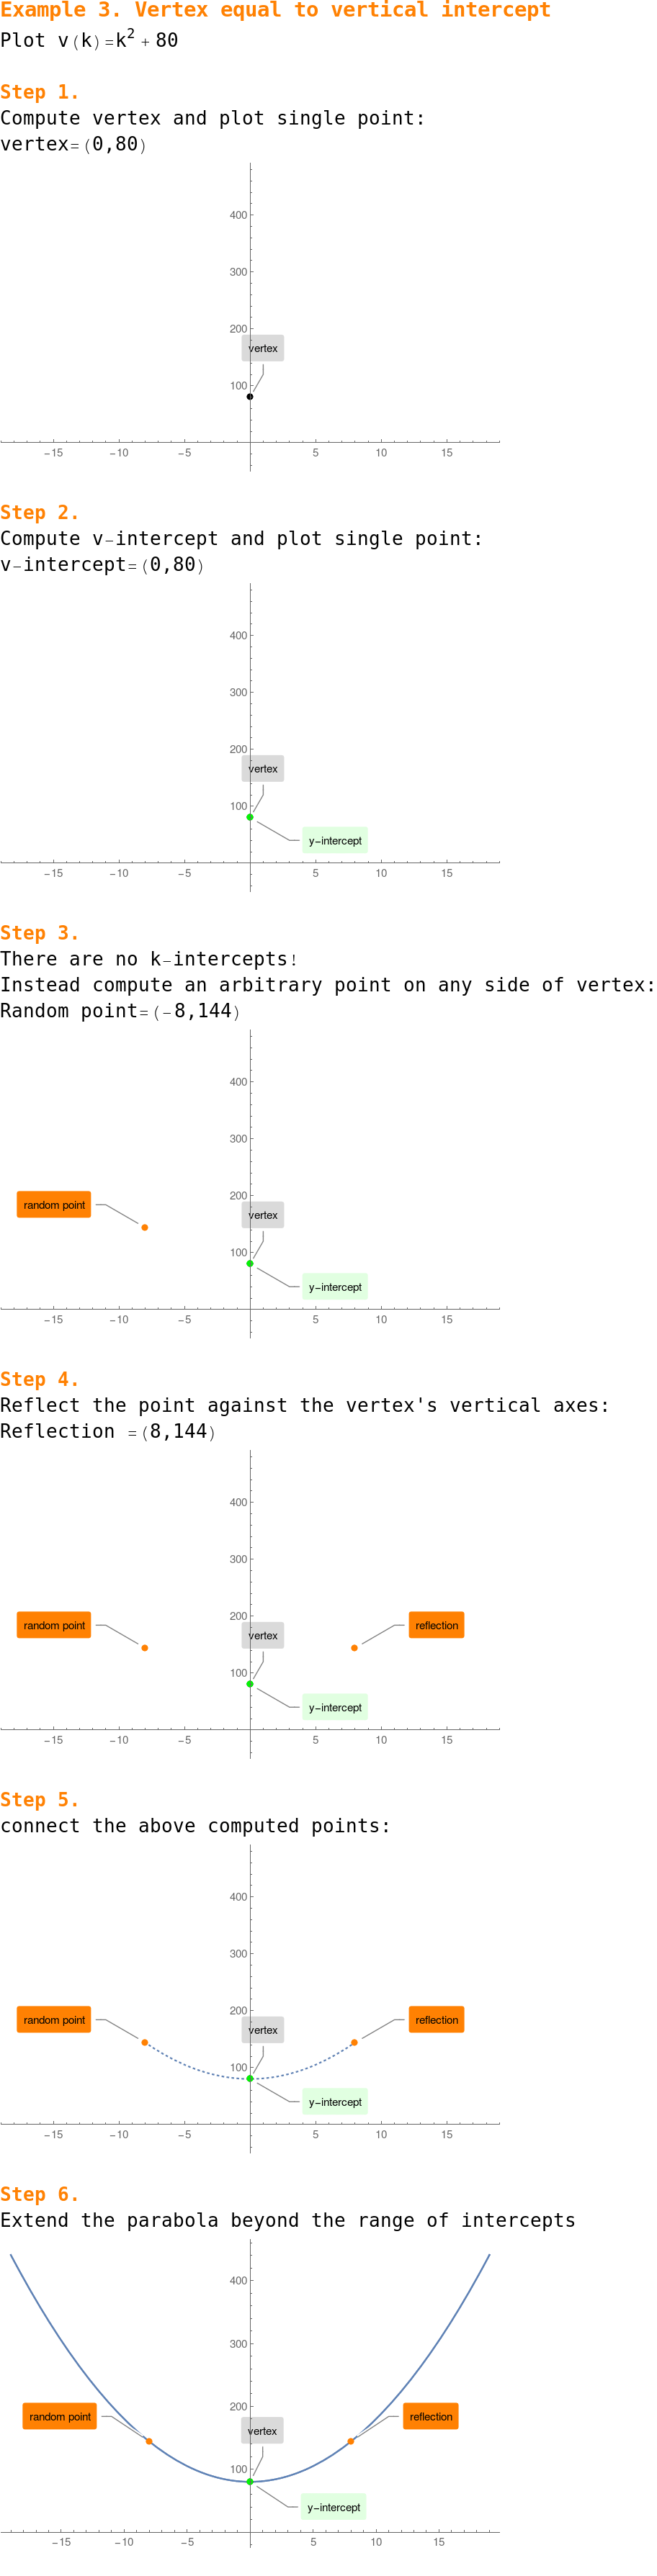 Example 3. Vertex equal to vertical intercept
Plot v(k)=k² + 80
Step 1.
Compute vertex and plot single point:
vertex=(0,80)
400
300
200
vertex
100
−15 −10 −5 5 10 15
Step 2.
Compute v−intercept and plot single point:
v−intercept=(0,80)
400
300
200
vertex
100
y−intercept
−15 −10 −5 5 10 15
Step 3.
There are no k−intercepts!
Instead compute an arbitrary point on any side of vertex:
Random point=(−8,144)
400
300
200
random point
vertex
100
y−intercept
−15 −10 −5 5 10 15
Step 4.
Reflect the point against the vertex's vertical axes:
Reflection =(8,144)
400
300
200
random point reflection
vertex
100
y−intercept
−15 −10 −5 5 10 15
Step 5.
connect the above computed points:
400
300
200
random point reflection
vertex
100
y−intercept
−15 −10 −5 5 10 15
Step 6.
Extend the parabola beyond the range of intercepts
400
300
200
random point reflection
vertex
100
y−intercept
−15 −10 −5 5 10 15